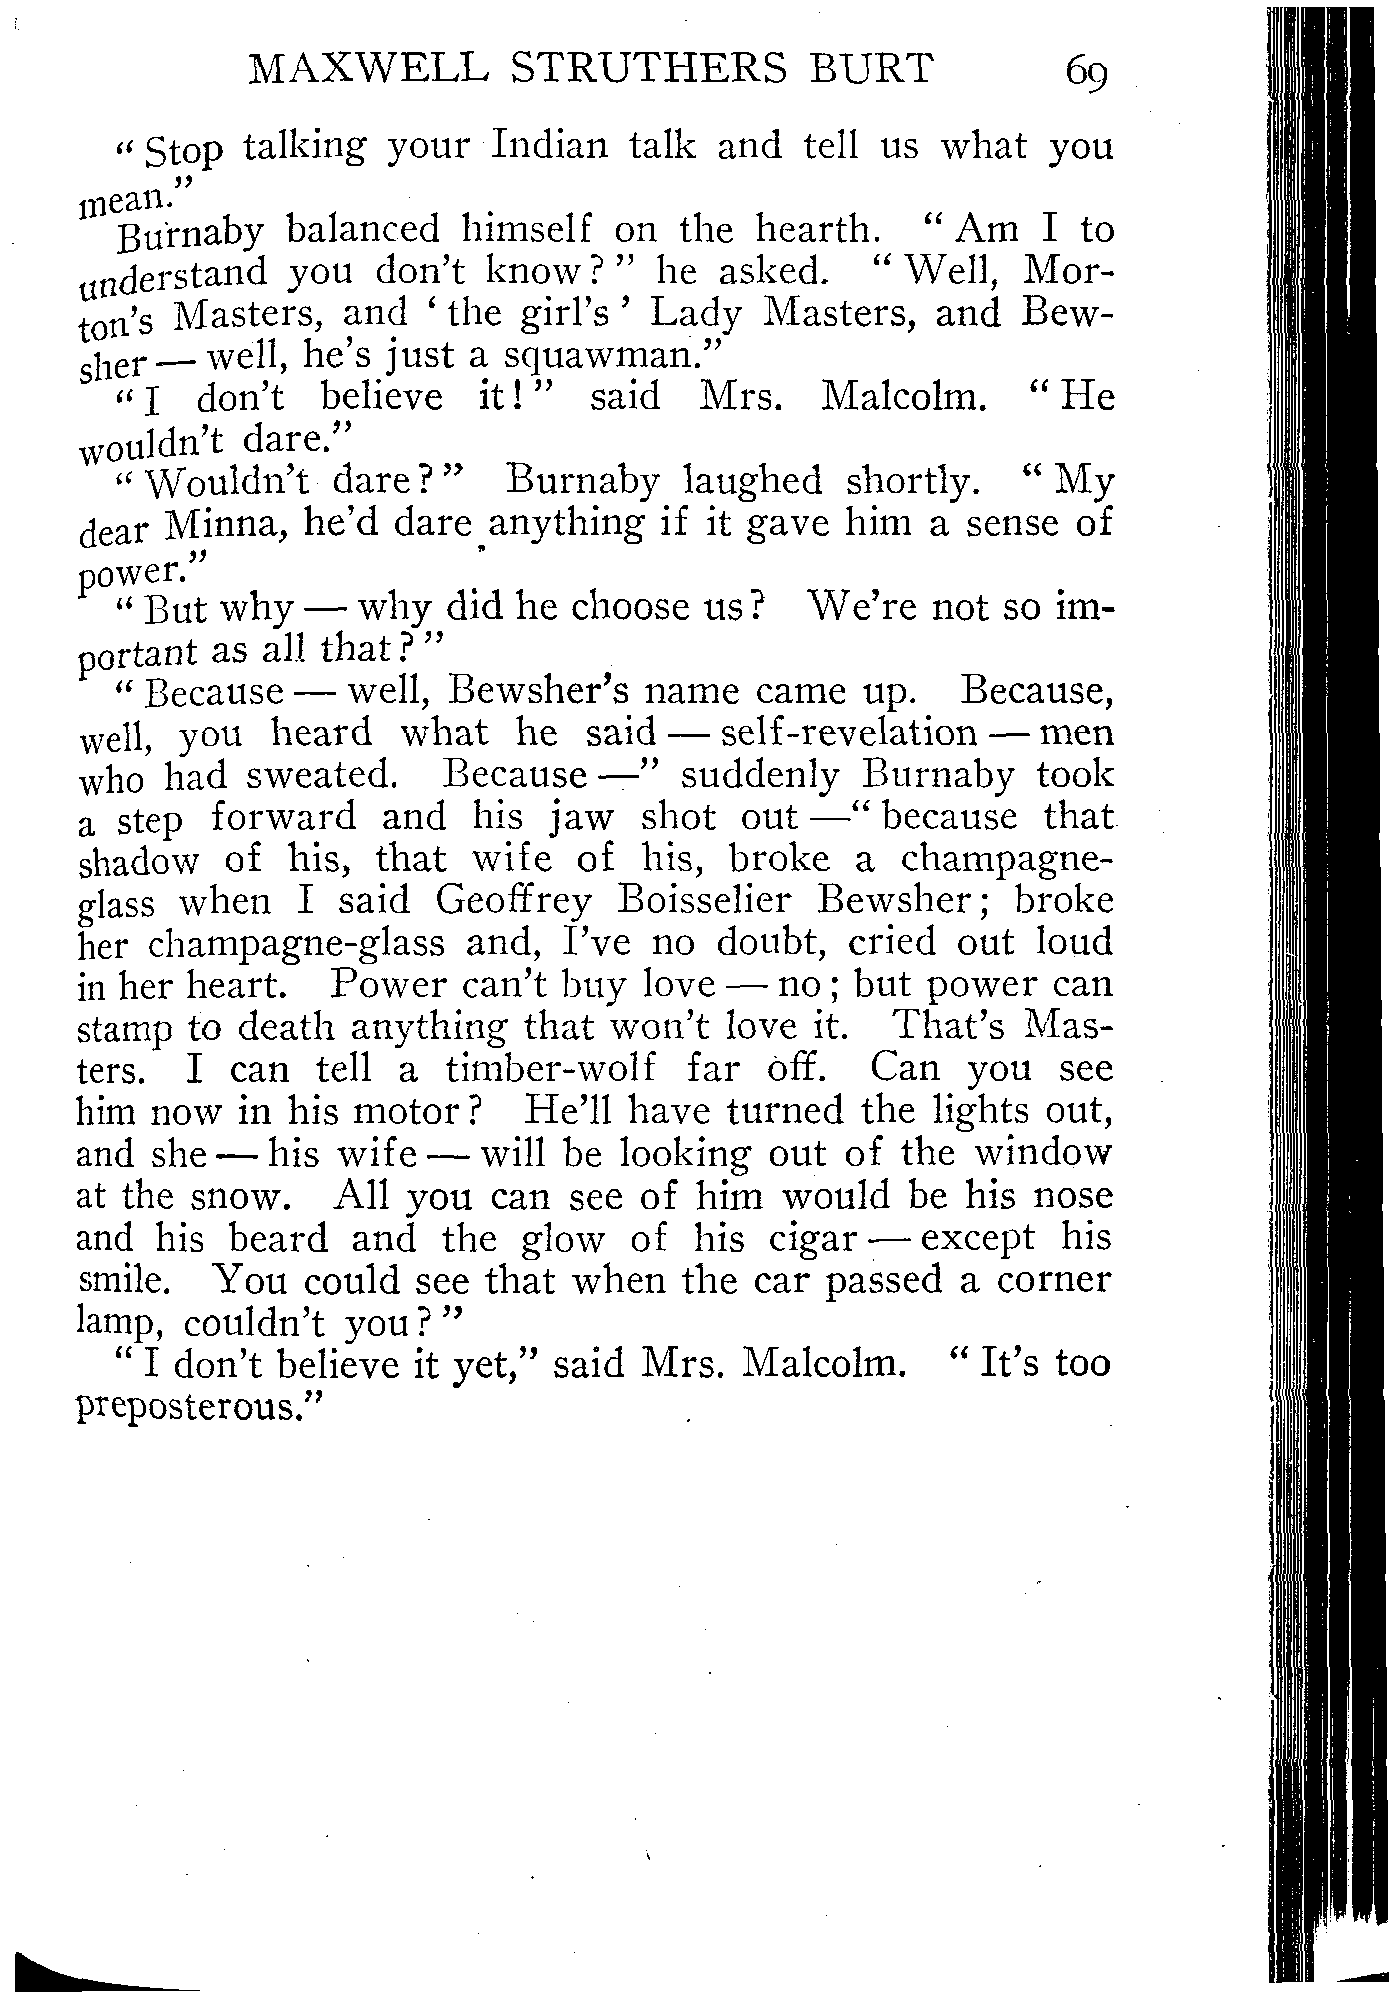 MAXWELL STRUTHERS BURT 69
" Stop talking your Indian talk and tell us what you
mean."
Burnaby balanced himself on the hearth. " Am I to
understand you don't know? " he asked. " Well, Mor-
ton's Masters, and ' the girl's ' Lady Masters, and Bew-
sher — well, he's just a squawman."
" I don't believe it! " said Mrs. Malcolm. " He
wouldn't dare."
" Wouldn't dare? " Burnaby laughed shortly. " My
dear Minna, he'd dare anything if it gave him a sense of
power."
" But why — why did he choose us? We're not so im-
portant as all that? "
" Because — well, Bewsher's name came up. Because,
well, you heard what he said — self-revelation — men
who had sweated. Because —" suddenly Burnaby took
a step forward and his jaw shot out —" because that
shadow of his, that wife of his, broke a champagne-
glass when I said Geoffrey Boisselier Bewsher; broke
her champagne-glass and, I've no doubt, cried out loud
in her heart. Power can't buy love — no; but power can
stamp to death anything that won't love it. That's Mas-
ters. I can tell a timber-wolf far off. Can you see
him now in his motor? He'll have turned the lights out,
and she — his wife — will be looking out of the window
at the snow. All you can see of him would be his nose
and his beard and the glow of his cigar — except his
smile. You could see that when the car passed a corner
lamp, couldn't you? "
" I don't believe it yet," said Mrs. Malcolm. " It's too
preposterous."